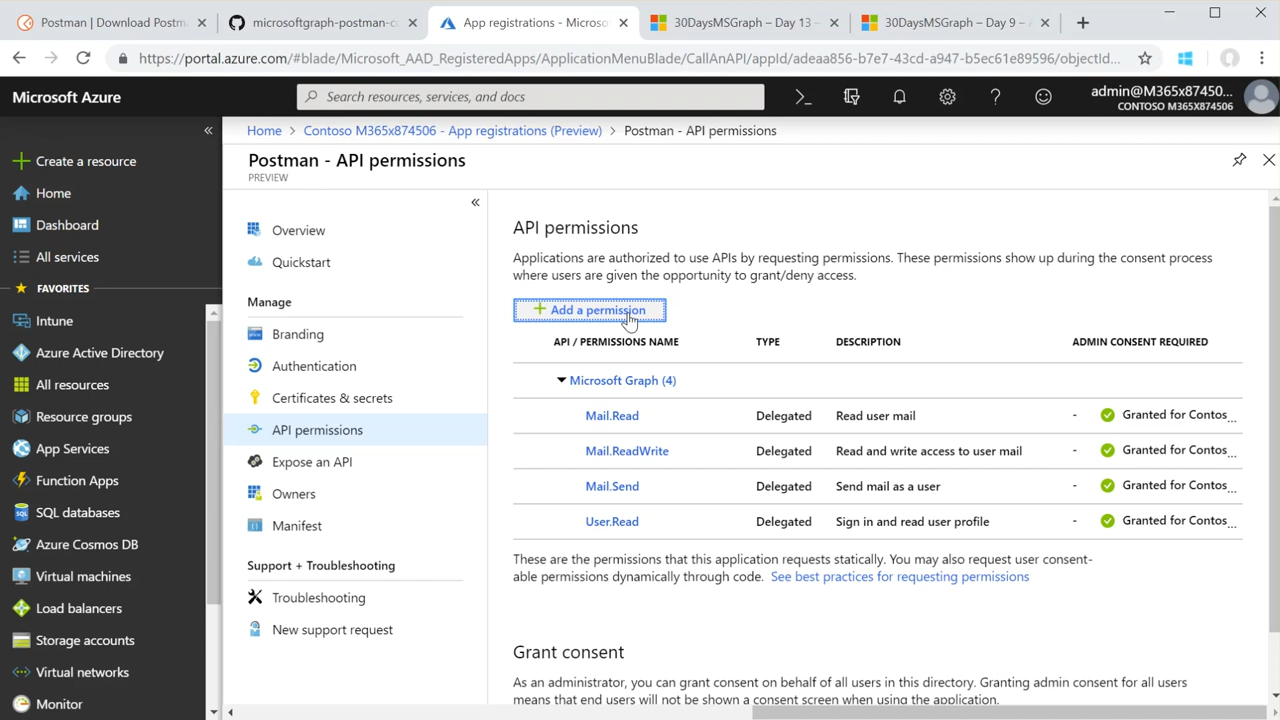 Postman | Download Postm
microsoftgraph-postman-c
App registrations - Microso
30DaysMSGraph – Day 13 –
30DaysMSGraph – Day 9 – A
https://portal.azure.com/#blade/Microsoft_AAD_RegisteredApps/ApplicationMenuBlade/CallAnAPI/appId/adeaa856-b7e7-43cd-a947-b5ec61e89596/objectId...
Microsoft Azure
Search resources, services, and docs
admin@M365x87450...
CONTOSO M365X874506
Home > Contoso M365x874506 - App registrations (Preview) > Postman - API permissions
Postman - API permissions
PREVIEW
Create a resource
Home
Dashboard
All services
FAVORITES
Intune
Azure Active Directory
All resources
Resource groups
App Services
Function Apps
SQL databases
Azure Cosmos DB
Virtual machines
Load balancers
Storage accounts
Virtual networks
Monitor
Overview
Quickstart
Manage
Branding
Authentication
Certificates & secrets
API permissions
Expose an API
Owners
Manifest
Support + Troubleshooting
Troubleshooting
New support request
API permissions
Applications are authorized to use APIs by requesting permissions. These permissions show up during the consent process
where users are given the opportunity to grant/deny access.
Add a permission
API / PERMISSIONS NAME TYPE DESCRIPTION ADMIN CONSENT REQUIRED
Microsoft Graph (4)
Mail.Read Delegated Read user mail - Granted for Contos...
Mail.ReadWrite Delegated Read and write access to user mail - Granted for Contos...
Mail.Send Delegated Send mail as a user - Granted for Contos...
User.Read Delegated Sign in and read user profile - Granted for Contos...
These are the permissions that this application requests statically. You may also request user consent-
able permissions dynamically through code. See best practices for requesting permissions
Grant consent
As an administrator, you can grant consent on behalf of all users in this directory. Granting admin consent for all users
means that end users will not be shown a consent screen when using the application.